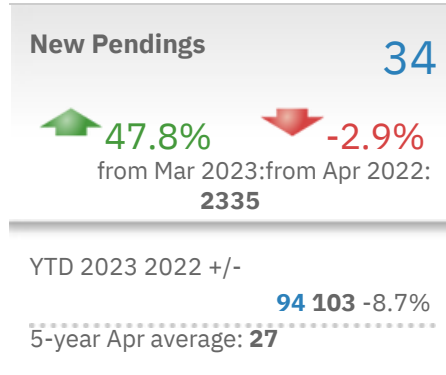 New Pendings
34
47.8% -2.9%
from Mar 2023:from Apr 2022:
2335
YTD 2023 2022 +/-
94 103 -8.7%
5-year Apr average: 27